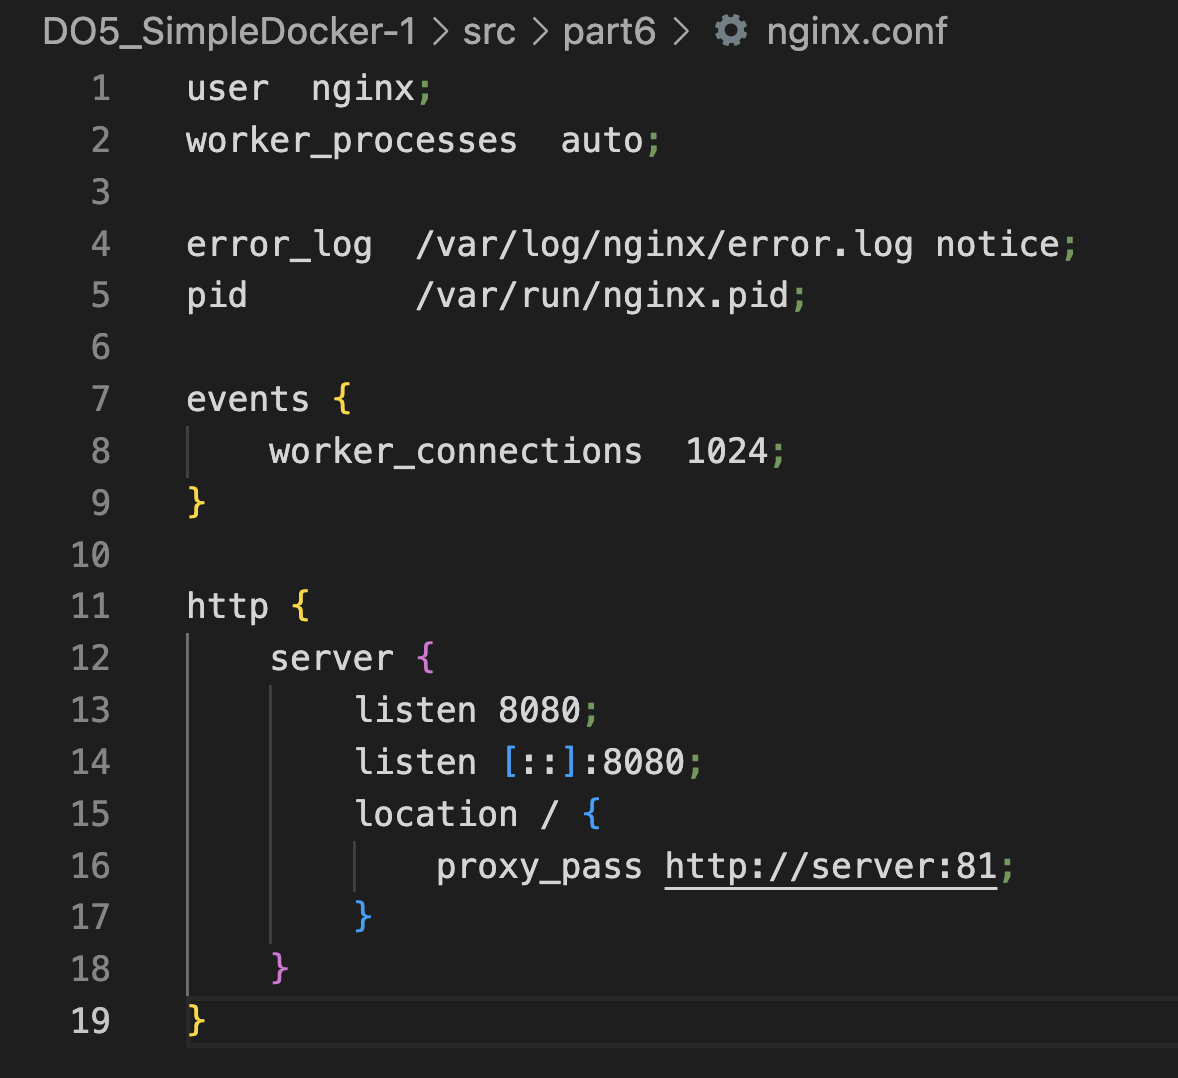 DO5_SimpleDocker-1 > src > part6 > nginx.conf
1 user  nginx;
2 worker_processes  auto;
3
4 error_log  /var/log/nginx/error.log notice;
5 pid        /var/run/nginx.pid;
6
7 events {
8     worker_connections  1024;
9 }
10
11 http {
12     server {
13         listen 8080;
14         listen [::]:8080;
15         location / {
16             proxy_pass http://server:81;
17         }
18     }
19 }